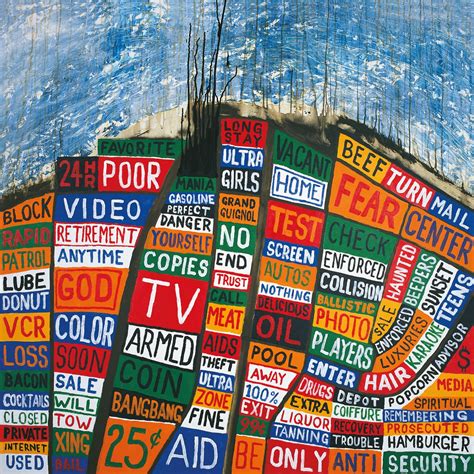 FAVORITE
24HR
POOR
BLOCK
VIDEO
RAPID
RETIREMENT
PATROL
ANYTIME
LUBE
GOD
DONUT
VCR
COLOR
LOSS
SOON
BACON
SALE
COCKTAILS
WILL
CLOSED
TOW
PRIVATE
XING
INTERNET
USED
BAIL
MANIA
GASOLINE
PERFECT
DANGER
YOURSELF
COPIES
TV
ARMED
COIN
BANGBANG
25¢
AID
LONG
STAY
ULTRA
GIRLS
GRAND
GUIGNOL
NO
END
TRUST
CALL
MEAT
AIDS
THEFT
ULTRA
ZONE
FINE
BE
VACANT
HOME
TEST
SCREEN
AUTOS
NOTHING
DELICIOUS
OIL
POOL
AWAY
100%
EXIT
99¢
LIQUOR
TANNING
ONLY
BEEF
TURN
MAIL
FEAR
CENTER
CHECK
ENFORCED
COLLISION
BALLISTIC
PHOTO
PLAYERS
ENTER
DRUGS
EXTRA
DEPOT
COIFFURE
RECOVERY
TROUBLE
ANTI
HAUNTED
BEEPERS
SUNSET
TEENS
SALE
ENFORCED
LUXURIES
KARAOKE
HAIR
POPCORN
ADVISOR
MEDIA
$
SPIRITUAL
REMEMBERING
PROSECUTED
HAMBURGER
SECURITY